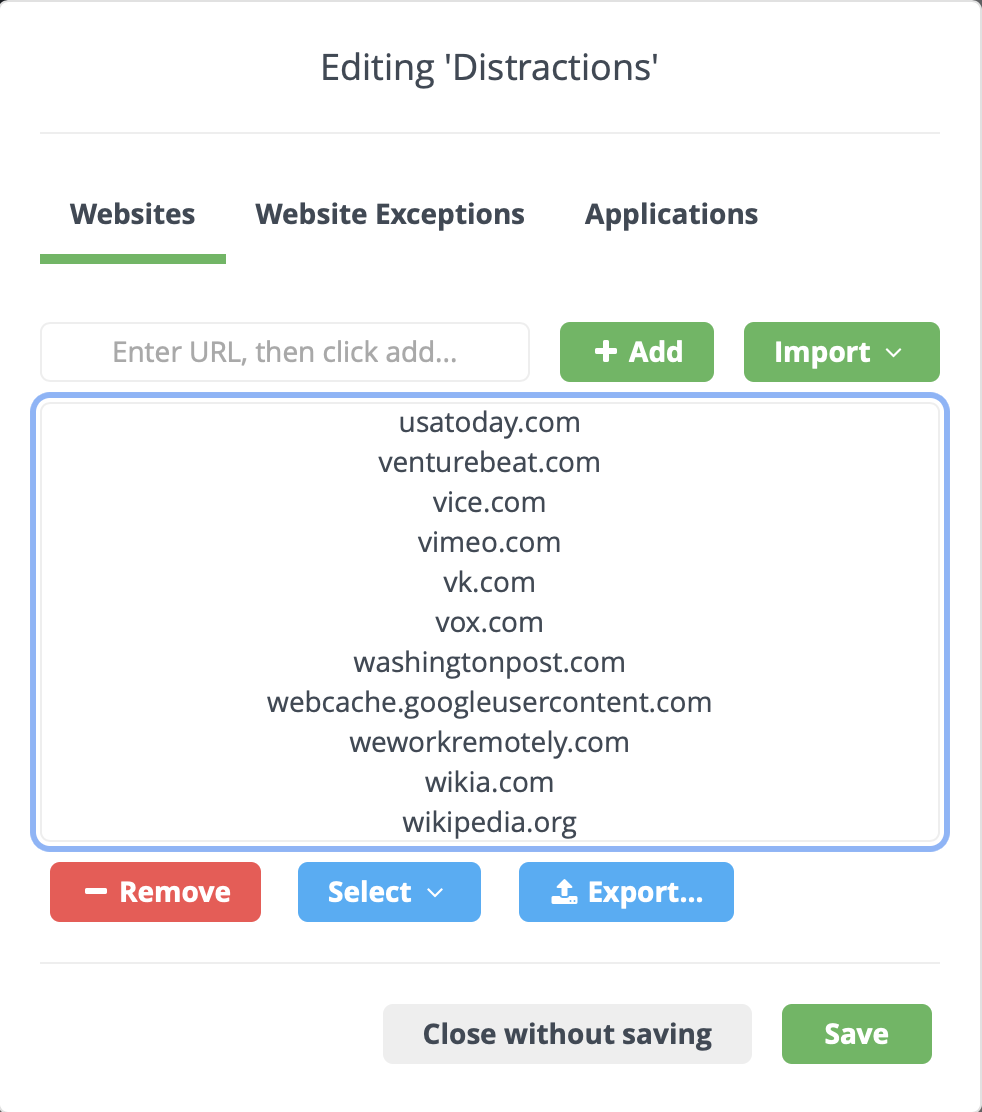 Editing 'Distractions'
Websites Website Exceptions Applications
Enter URL, then click add... Add Import
usatoday.com
venturebeat.com
vice.com
vimeo.com
vk.com
vox.com
washingtonpost.com
webcache.googleusercontent.com
weworkremotely.com
wikia.com
wikipedia.org
Remove Select Export...
Close without saving Save